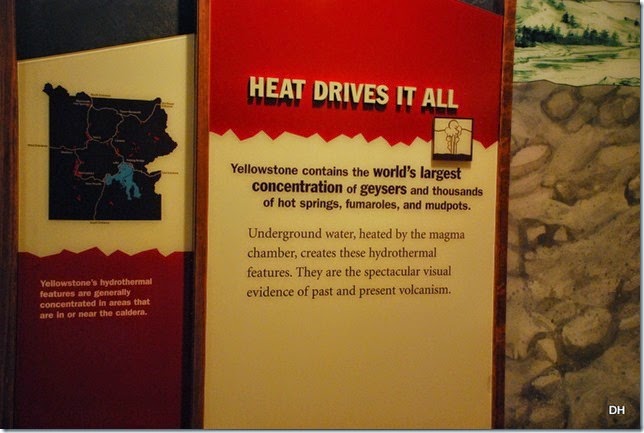 Yellowstone's hydrothermal
features are generally
concentrated in areas that
are in or near the caldera.
HEAT DRIVES IT ALL
Yellowstone contains the world's largest
concentration of geysers and thousands
of hot springs, fumaroles, and mudpots.
Underground water, heated by the magma
chamber, creates these hydrothermal
features. They are the spectacular visual
evidence of past and present volcanism.
DH